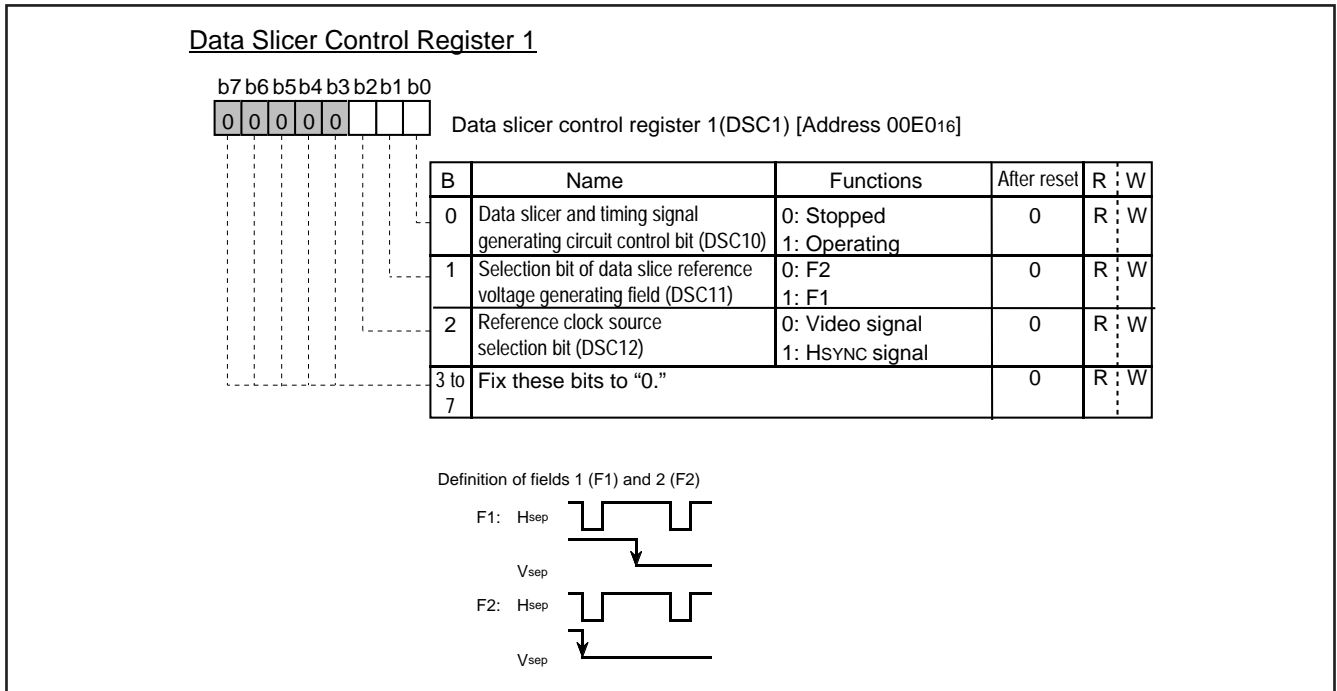 Data Slicer Control Register 1
b7 b6 b5 b4 b3 b2 b1 b0
0 0 0 0 0
Data slicer control register 1(DSC1) [Address 00E016]
B Name Functions After reset R W
0 Data slicer and timing signal generating circuit control bit (DSC10) 0: Stopped 1: Operating 0 R W
1 Selection bit of data slice reference voltage generating field (DSC11) 0: F2 1: F1 0 R W
2 Reference clock source selection bit (DSC12) 0: Video signal 1: HSYNC signal 0 R W
3 to 7 Fix these bits to “0.” 0 R W
Definition of fields 1 (F1) and 2 (F2)
F1: Hsep
Vsep
F2: Hsep
Vsep